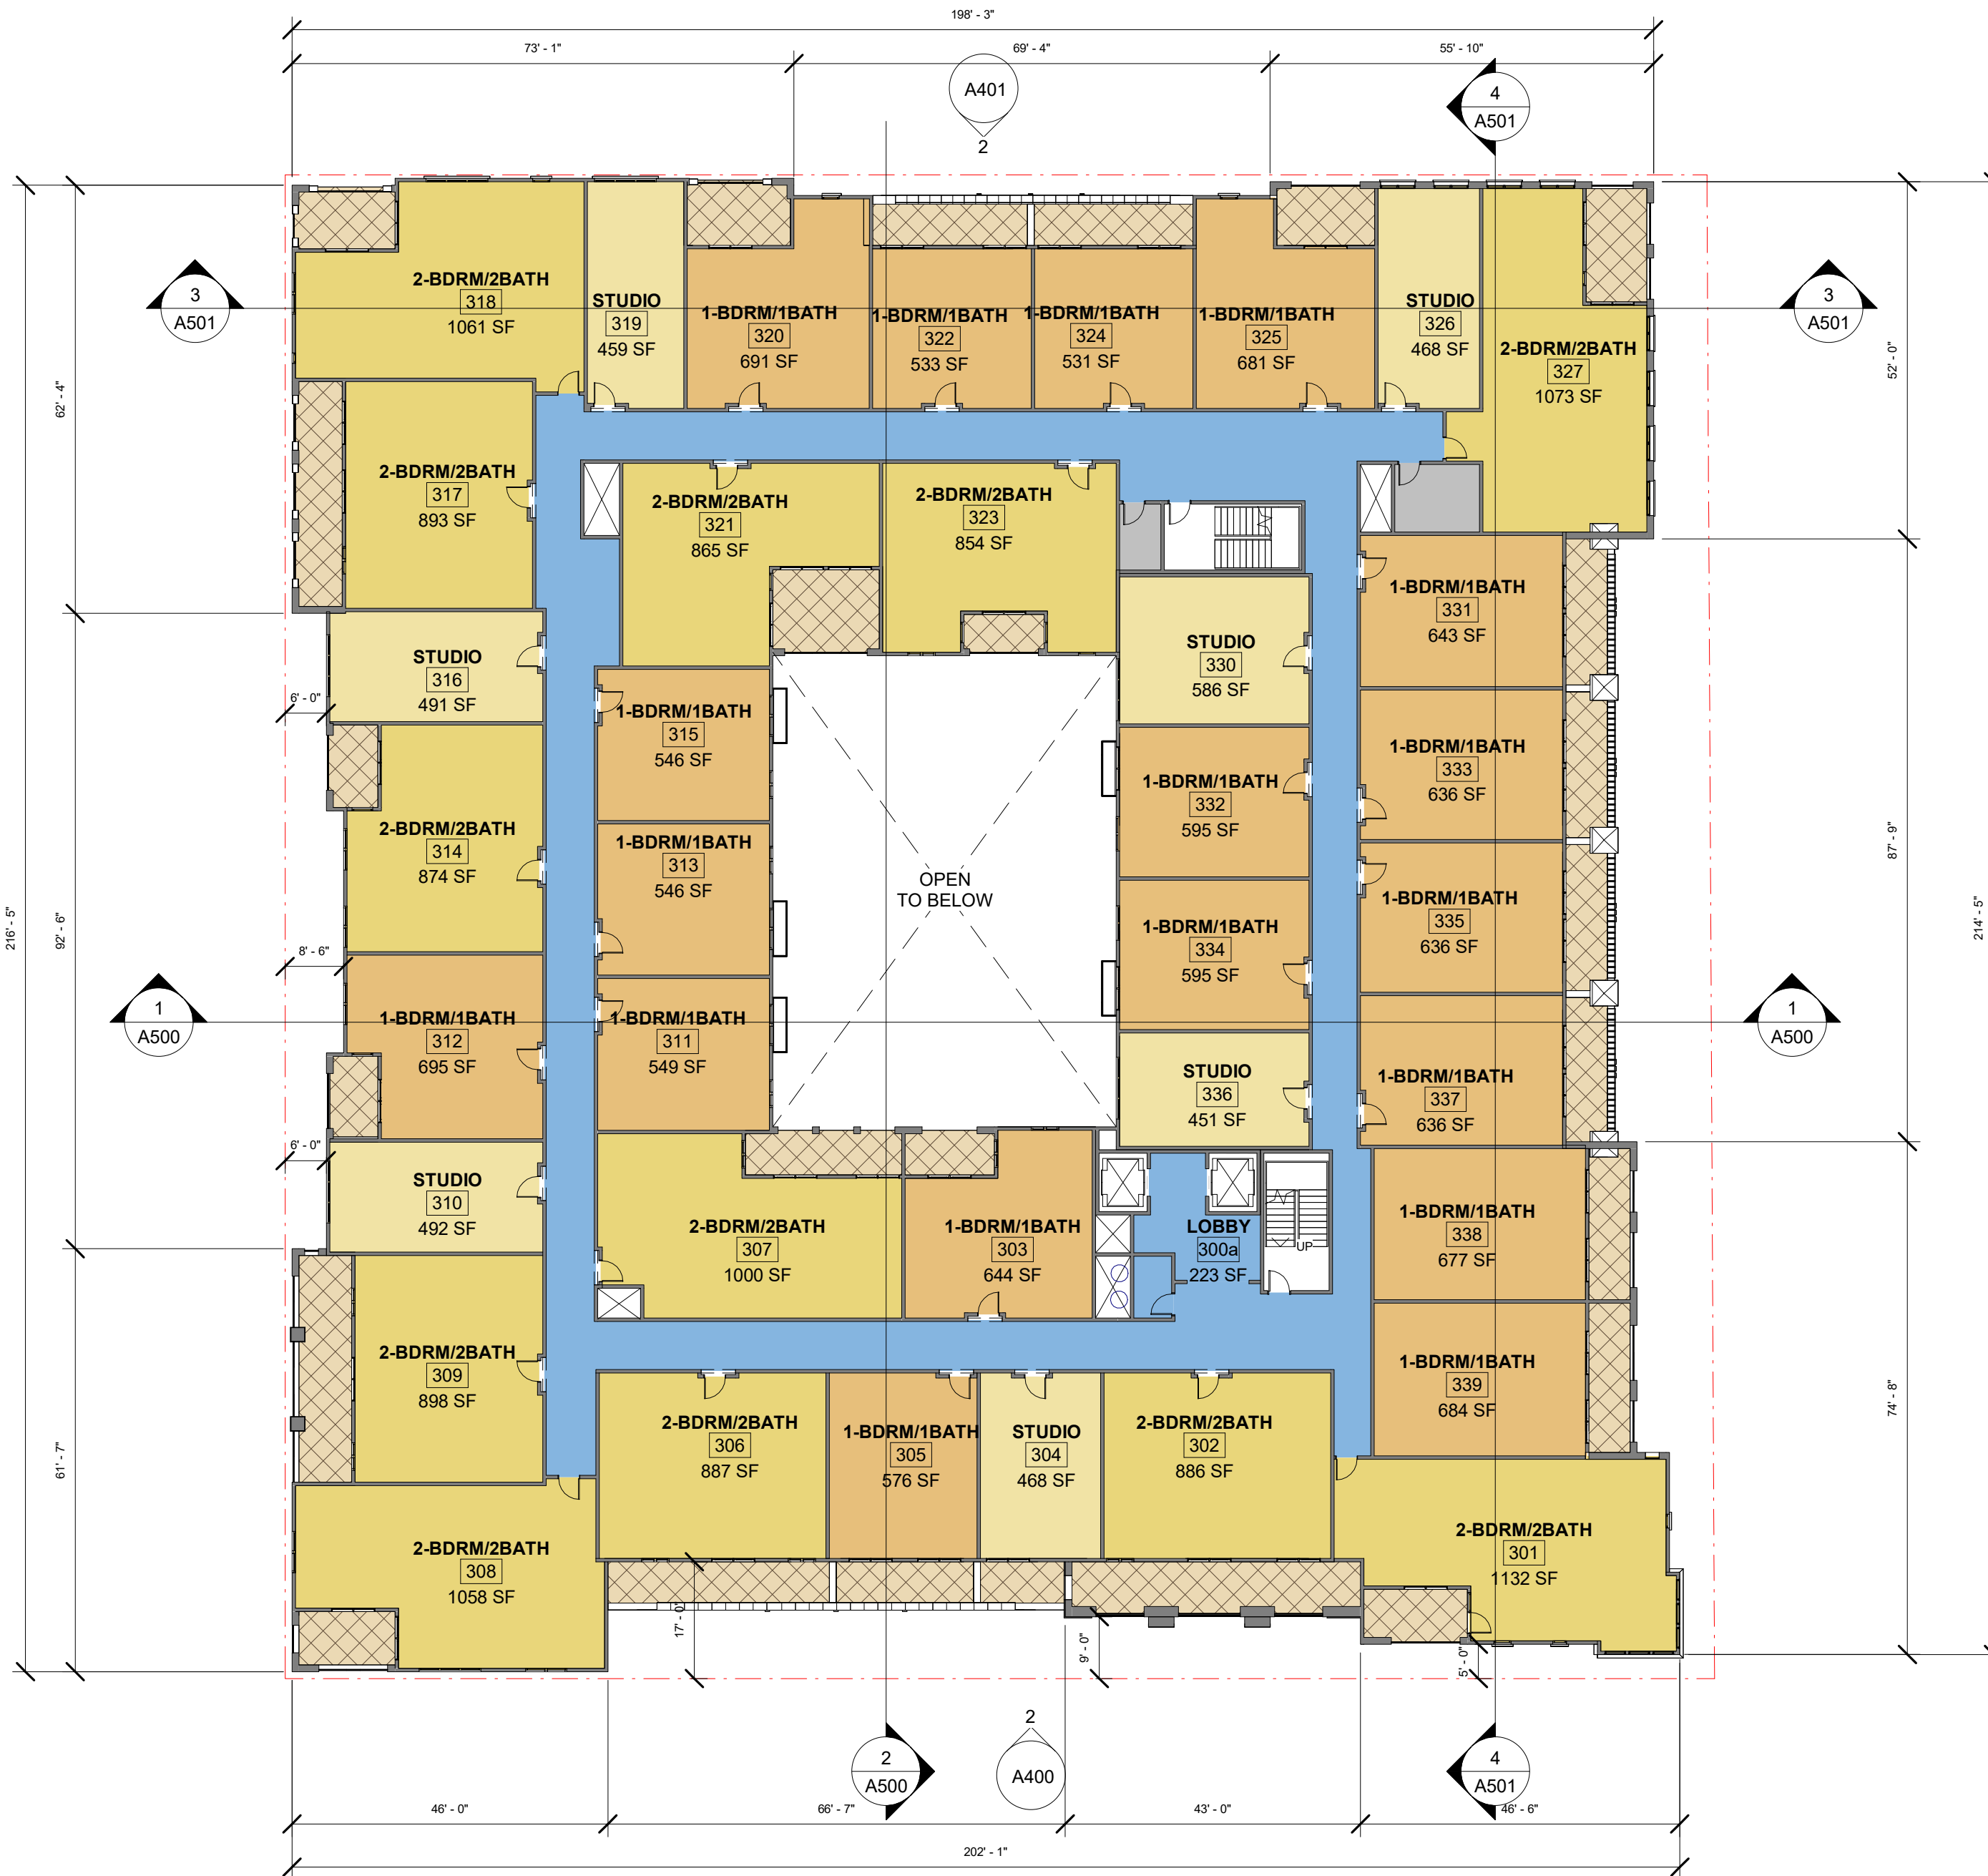 198' - 3"
73' - 1"
69' - 4"
55' - 10"
A401
2
4
A501
3
A501
3
A501
2-BDRM/2BATH
318
1061 SF
STUDIO
319
459 SF
1-BDRM/1BATH
320
691 SF
1-BDRM/1BATH
322
533 SF
1-BDRM/1BATH
324
531 SF
1-BDRM/1BATH
325
681 SF
STUDIO
326
468 SF
2-BDRM/2BATH
327
1073 SF
62' - 4"
52' - 0"
2-BDRM/2BATH
317
893 SF
2-BDRM/2BATH
321
865 SF
2-BDRM/2BATH
323
854 SF
1-BDRM/1BATH
331
643 SF
STUDIO
316
491 SF
STUDIO
330
586 SF
6' - 0"
1-BDRM/1BATH
315
546 SF
1-BDRM/1BATH
332
595 SF
1-BDRM/1BATH
333
636 SF
2-BDRM/2BATH
314
874 SF
1-BDRM/1BATH
313
546 SF
OPEN
TO BELOW
1-BDRM/1BATH
334
595 SF
1-BDRM/1BATH
335
636 SF
216' - 5"
92' - 6"
87' - 9"
214' - 5"
8' - 6"
1
A500
1
A500
1-BDRM/1BATH
312
695 SF
1-BDRM/1BATH
311
549 SF
STUDIO
336
451 SF
1-BDRM/1BATH
337
636 SF
6' - 0"
STUDIO
310
492 SF
2-BDRM/2BATH
307
1000 SF
1-BDRM/1BATH
303
644 SF
LOBBY
300a
223 SF
UP
1-BDRM/1BATH
338
677 SF
2-BDRM/2BATH
309
898 SF
1-BDRM/1BATH
339
684 SF
61' - 7"
74' - 8"
2-BDRM/2BATH
306
887 SF
1-BDRM/1BATH
305
576 SF
STUDIO
304
468 SF
2-BDRM/2BATH
302
886 SF
2-BDRM/2BATH
308
1058 SF
2-BDRM/2BATH
301
1132 SF
17' - 0"
9' - 0"
5' - 0"
2
A500
2
A400
4
A501
46' - 0"
66' - 7"
43' - 0"
46' - 6"
202' - 1"